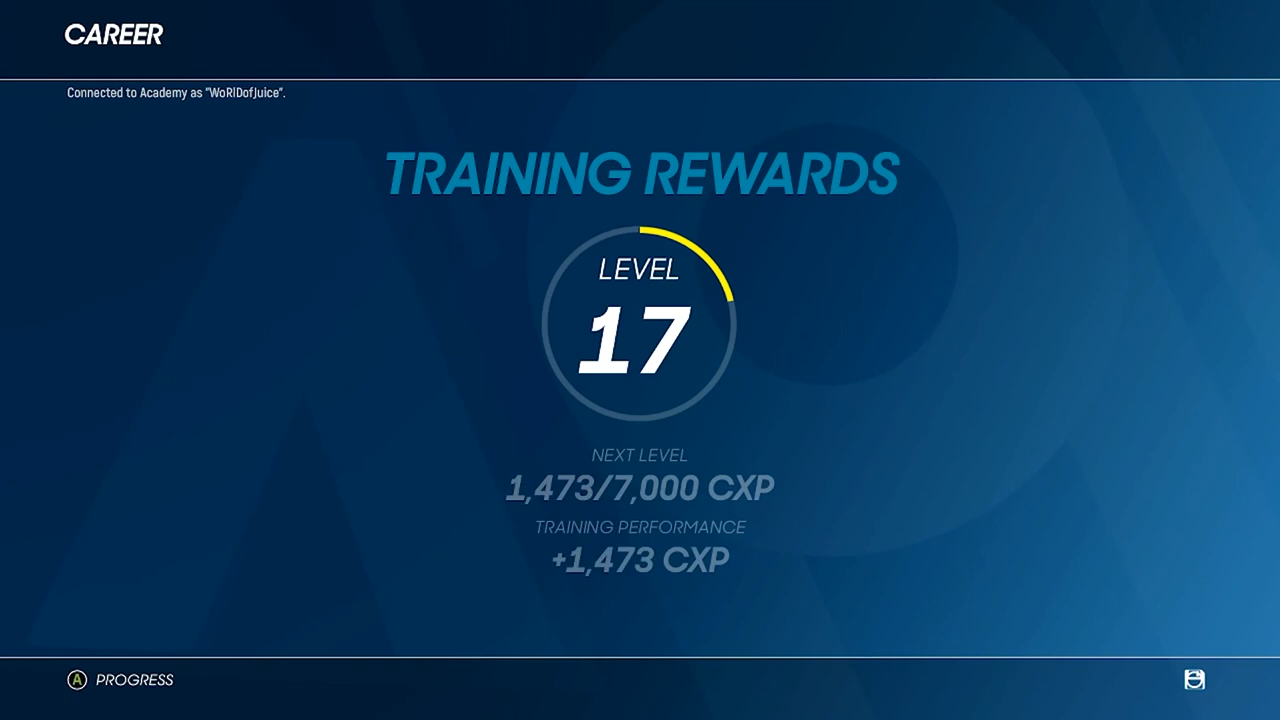 CAREER
Connected to Academy as "WoRlDofJuice".
TRAINING REWARDS
LEVEL
17
NEXT LEVEL
1,473/7,000 CXP
TRAINING PERFORMANCE
+1,473 CXP
A PROGRESS